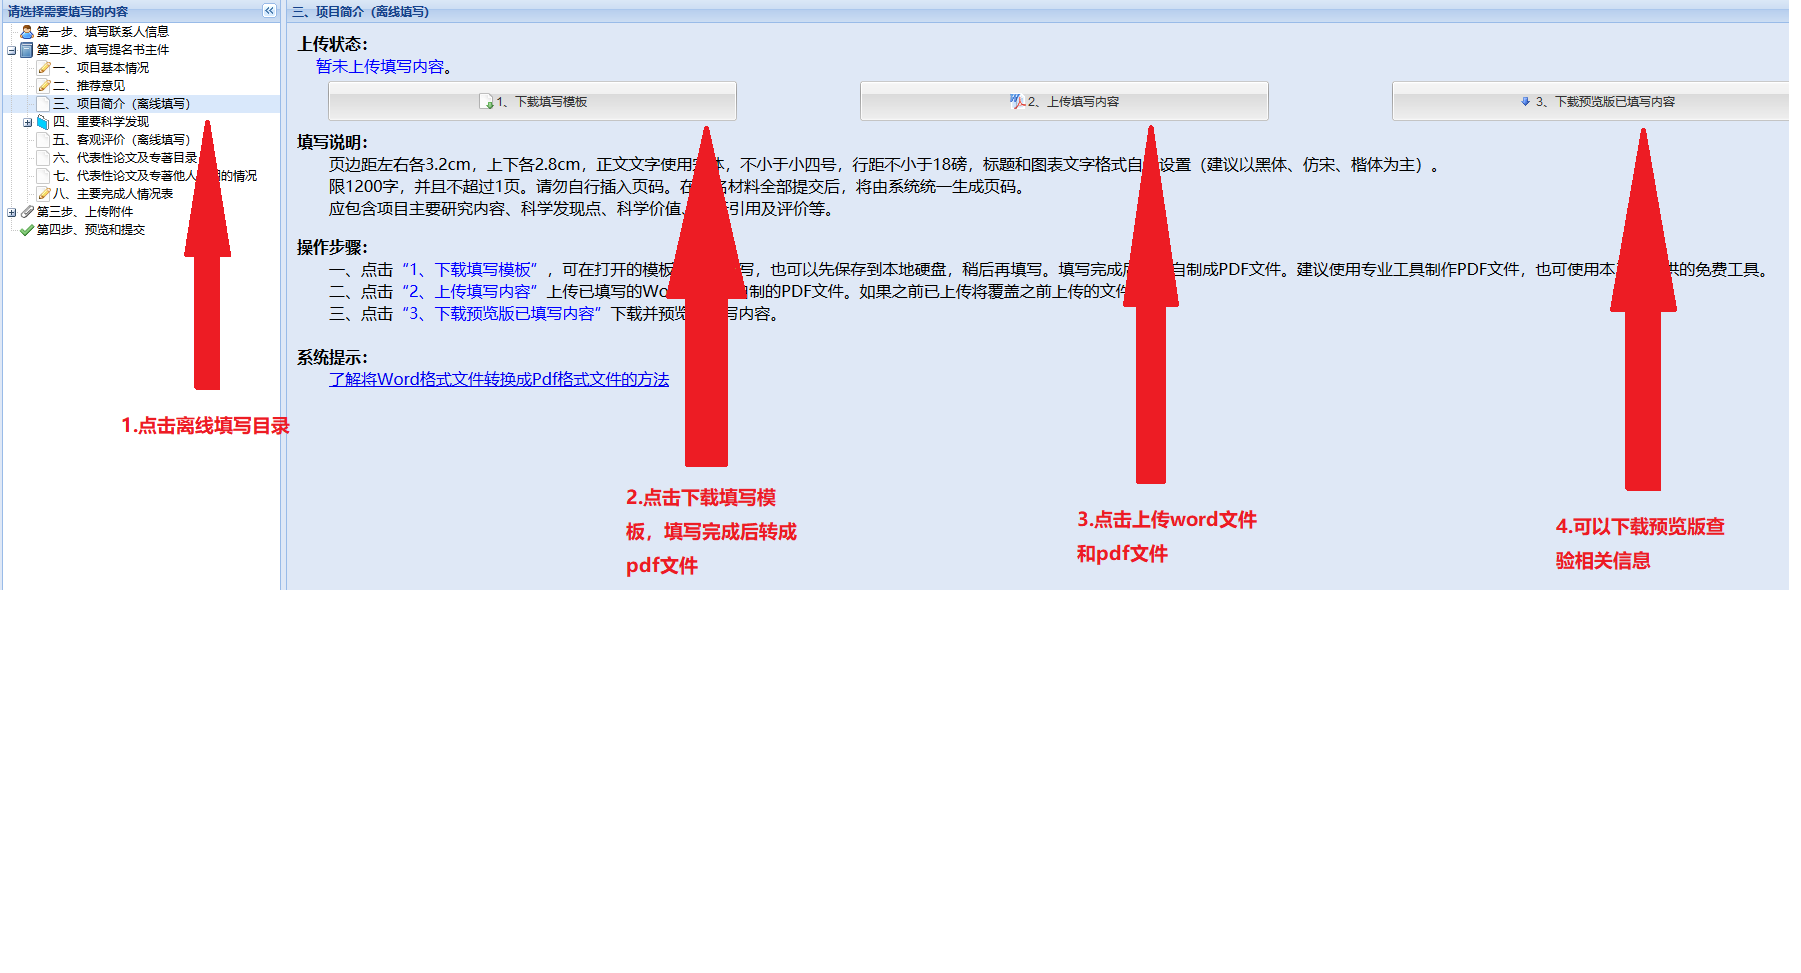 请选择需要填写的内容
第一步、填写联系人信息
第二步、填写提名书主件
一、项目基本情况
二、推荐意见
三、项目简介（离线填写）
四、重要科学发现
五、客观评价（离线填写）
六、代表性论文及专著目录
七、代表性论文及专著他人 的情况
八、主要完成人情况表
第三步、上传附件
第四步、预览和提交
1.点击离线填写目录
三、项目简介（离线填写）
上传状态：
暂未上传填写内容。
1、下载填写模板
2、上传填写内容
3、下载预览版已填写内容
填写说明：
页边距左右各3.2cm，上下各2.8cm，正文文字使用 体，不小于小四号，行距不小于18磅，标题和图表文字格式自 设置（建议以黑体、仿宋、楷体为主）。
限1200字，并且不超过1页。请勿自行插入页码。在 材料全部提交后，将由系统统一生成页码。
应包含项目主要研究内容、科学发现点、科学价值、 引用及评价等。
操作步骤：
一、点击“1、下载填写模板”，可在打开的模板 写，也可以先保存到本地硬盘，稍后再填写。填写完成 自制成PDF文件。建议使用专业工具制作PDF文件，也可使用本 的免费工具。
二、点击“2、上传填写内容”上传已填写的 自制的PDF文件。如果之前已上传将覆盖之前上传的文
三、点击“3、下载预览版已填写内容”下载并预览 写内容。
系统提示：
了解将Word格式文件转换成Pdf格式文件的方法
2.点击下载填写模
板，填写完成后转成
pdf文件
3.点击上传word文件
和pdf文件
4.可以下载预览版查
验相关信息